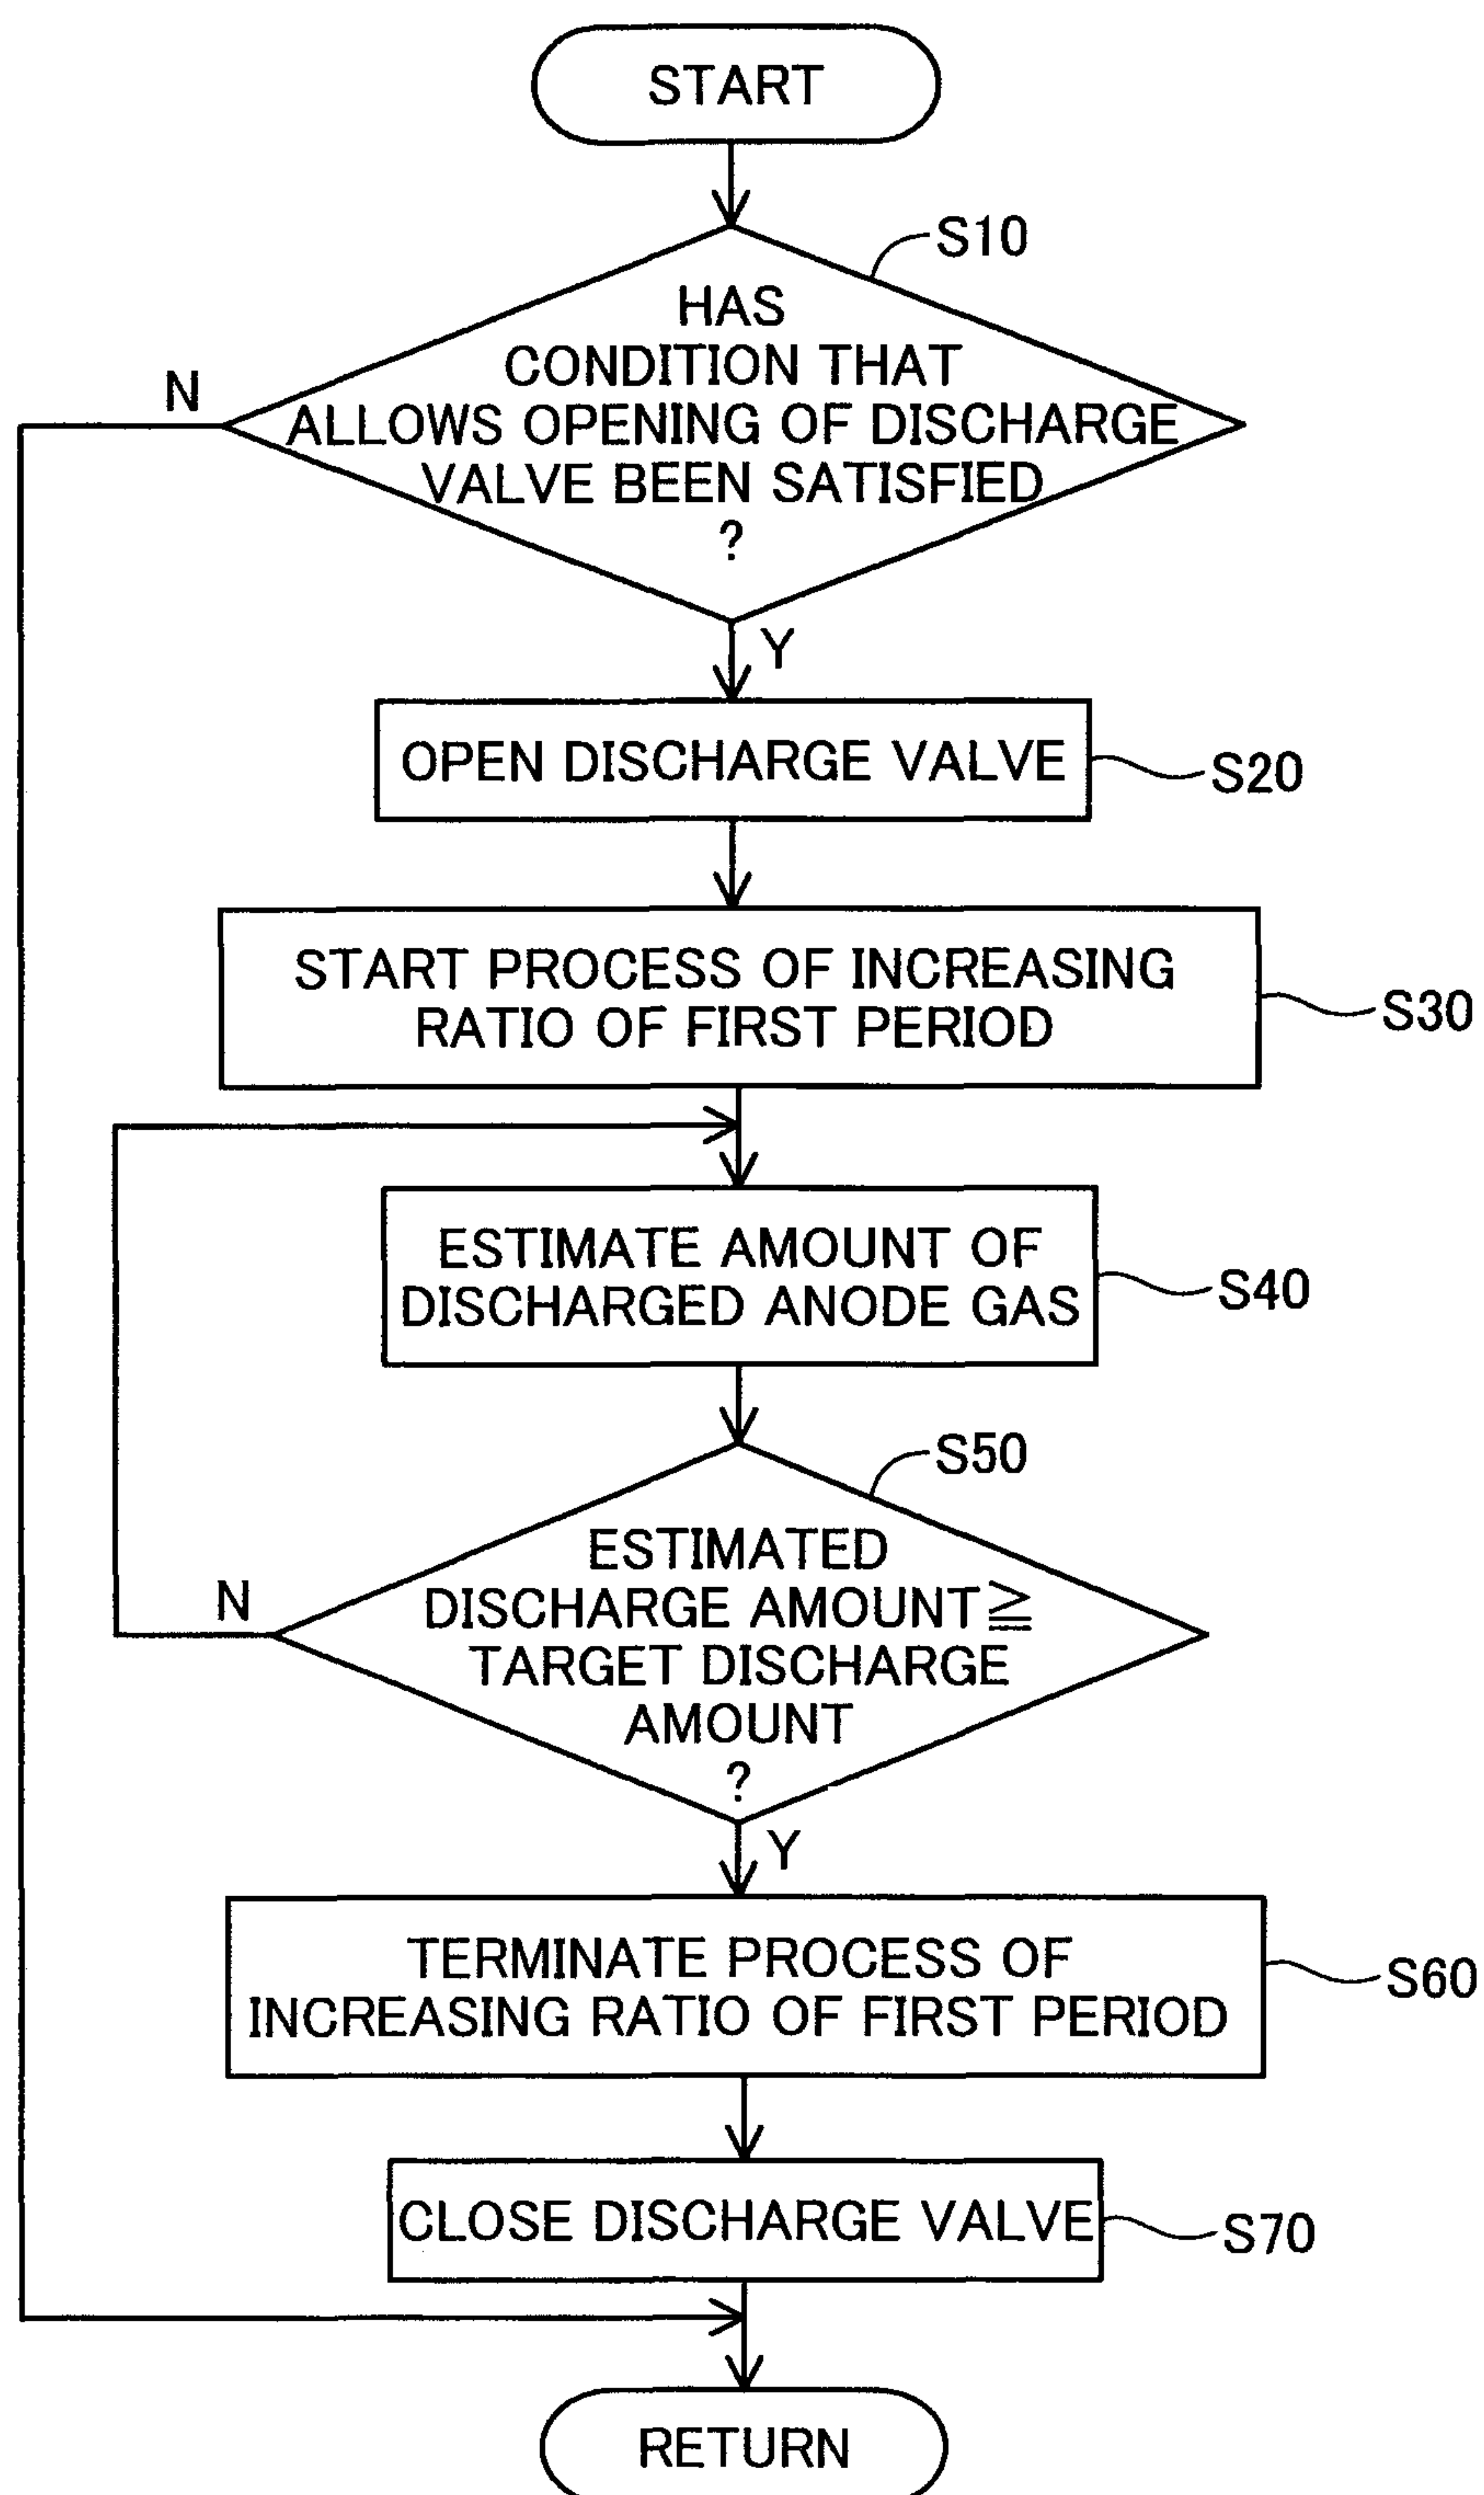 START
S10
HAS
CONDITION THAT
ALLOWS OPENING OF DISCHARGE
VALVE BEEN SATISFIED
?
N
Y
OPEN DISCHARGE VALVE
S20
START PROCESS OF INCREASING
RATIO OF FIRST PERIOD
S30
ESTIMATE AMOUNT OF
DISCHARGED ANODE GAS
S40
S50
ESTIMATED
DISCHARGE AMOUNT≧
TARGET DISCHARGE
AMOUNT
?
N
Y
TERMINATE PROCESS OF
INCREASING RATIO OF FIRST PERIOD
S60
CLOSE DISCHARGE VALVE
S70
RETURN